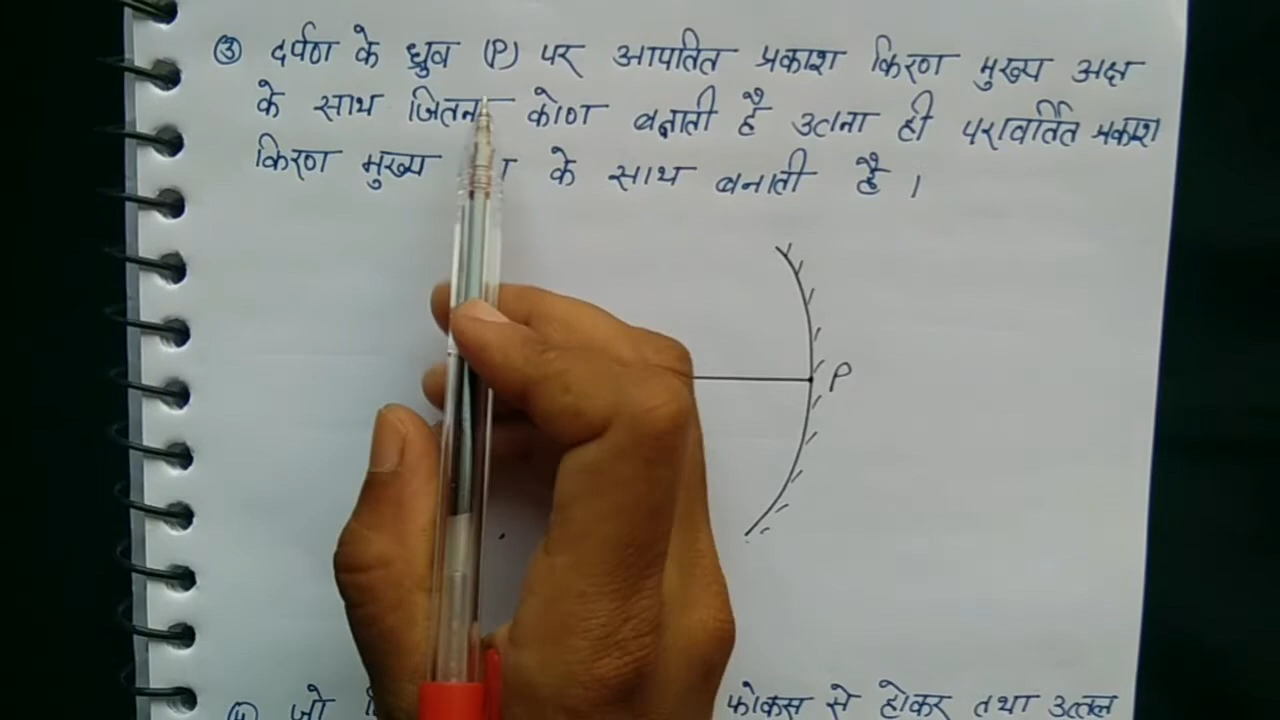 ③ दर्पण के ध्रुव (P) पर आपतित प्रकाश किरण मुख्य अक्ष
के साथ जितना कोण बनाती है उतना ही परावर्तित प्रकाश
किरण मुख्य के साथ बनाती है ।
P
④ जो फोकस से होकर तथा उत्तल